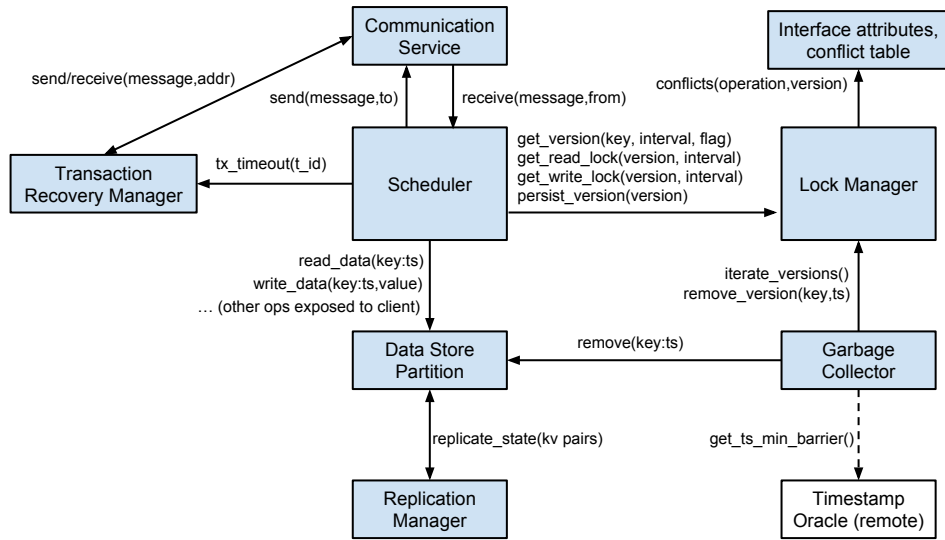 Communication
Service
Interface attributes,
conflict table
send/receive(message,addr)
send(message,to)
receive(message,from)
conflicts(operation,version)
Transaction
Recovery Manager
tx_timeout(t_id)
Scheduler
get_version(key, interval, flag)
get_read_lock(version, interval)
get_write_lock(version, interval)
persist_version(version)
Lock Manager
read_data(key:ts)
write_data(key:ts,value)
... (other ops exposed to client)
iterate_versions()
remove_version(key,ts)
Data Store
Partition
remove(key:ts)
Garbage
Collector
replicate_state(kv pairs)
get_ts_min_barrier()
Replication
Manager
Timestamp
Oracle (remote)